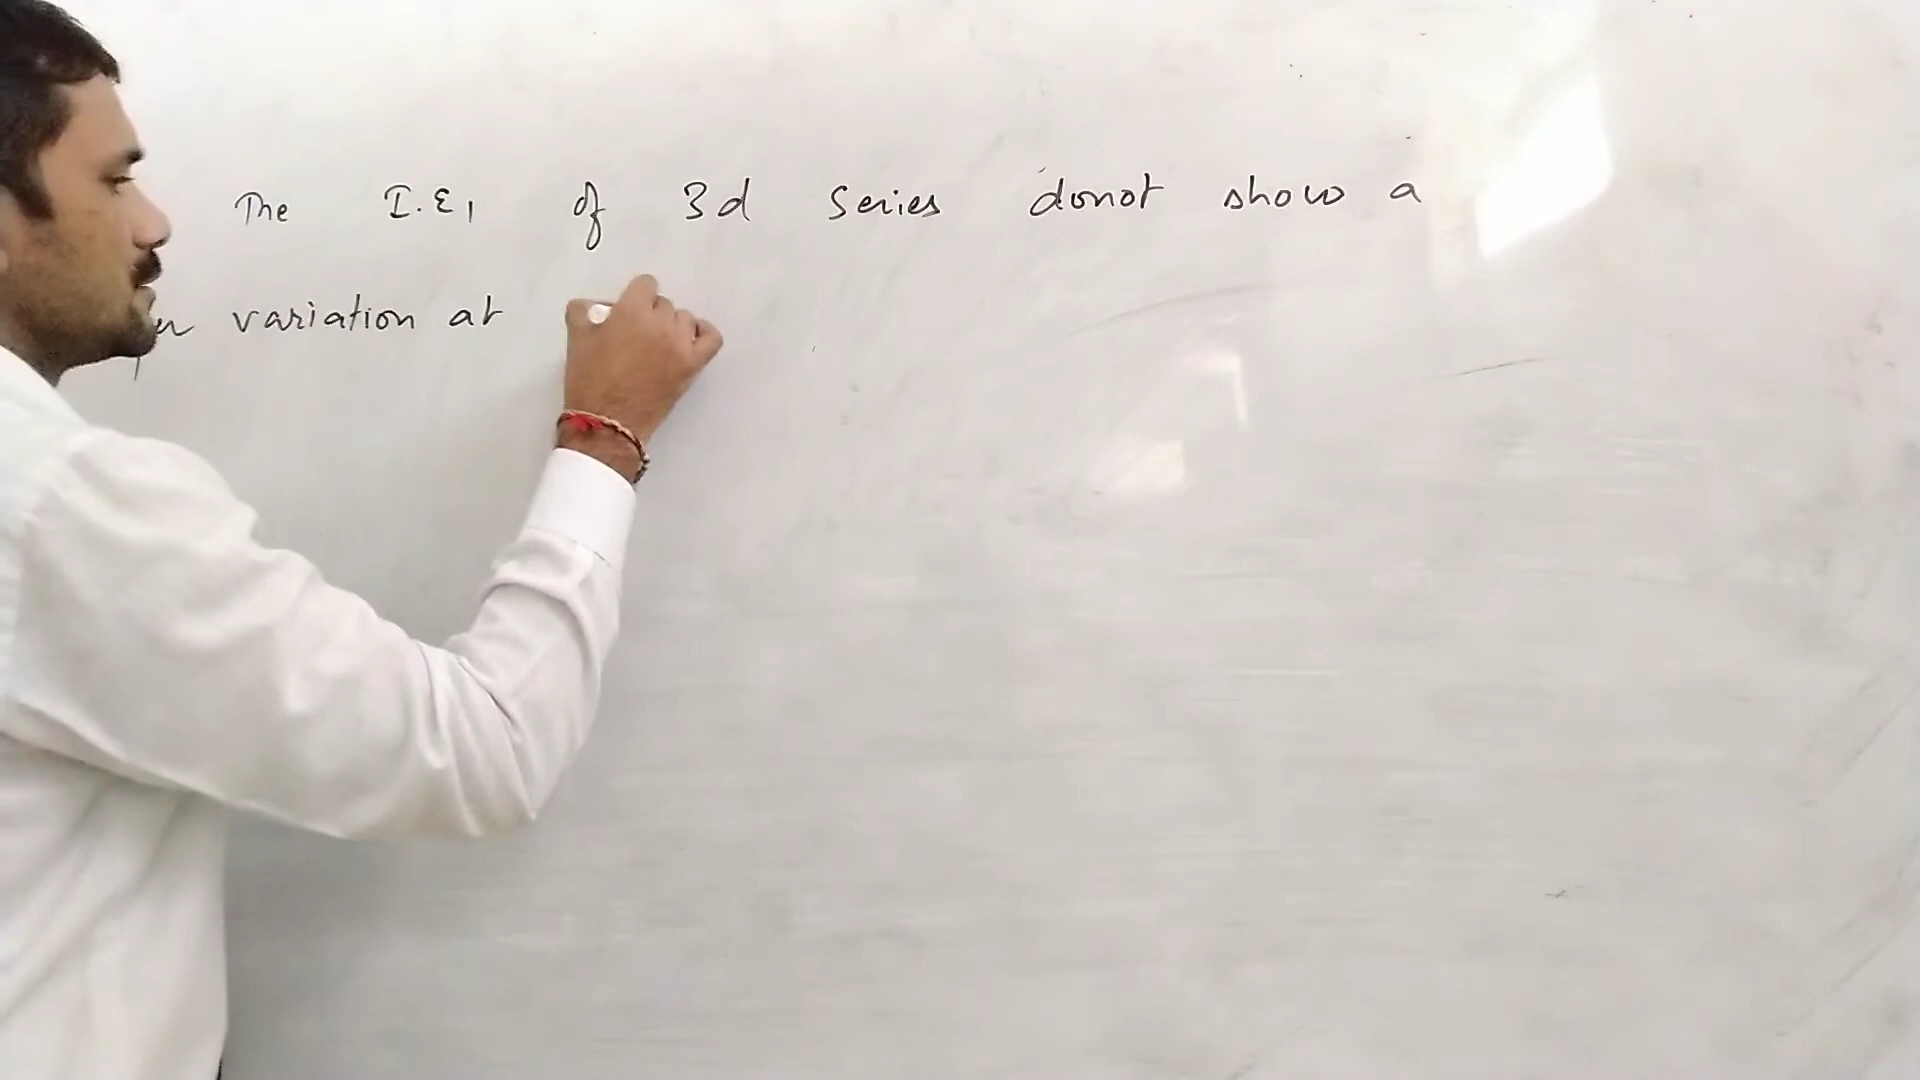 The I.E₁ of 3d Series donot show a
variation at